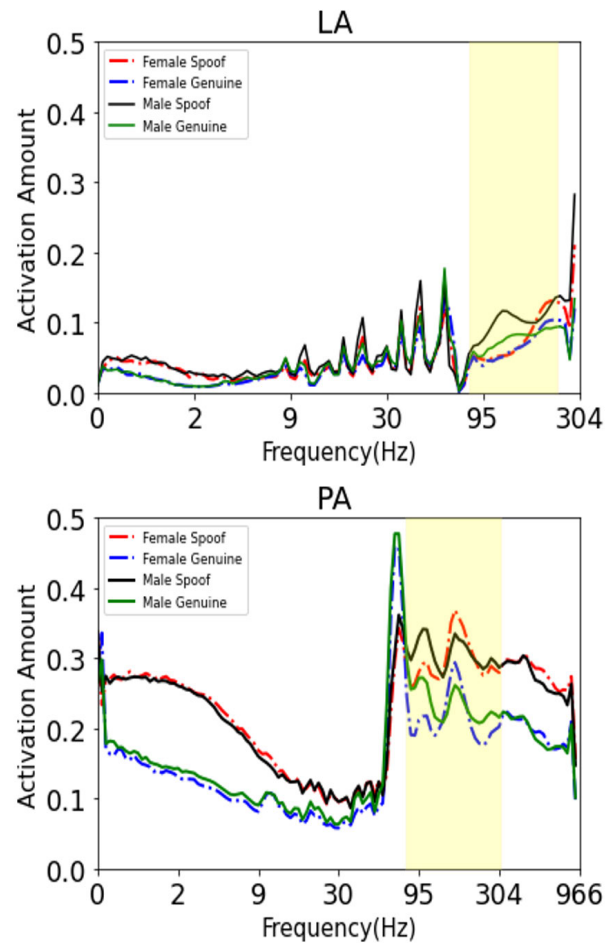 LA
0.5
0.4
0.3
0.2
0.1
0.0
Activation Amount
Female Spoof
Female Genuine
Male Spoof
Male Genuine
0 2 9 30 95 304
Frequency(Hz)
PA
0.5
0.4
0.3
0.2
0.1
0.0
Activation Amount
Female Spoof
Female Genuine
Male Spoof
Male Genuine
0 2 9 30 95 304 966
Frequency(Hz)